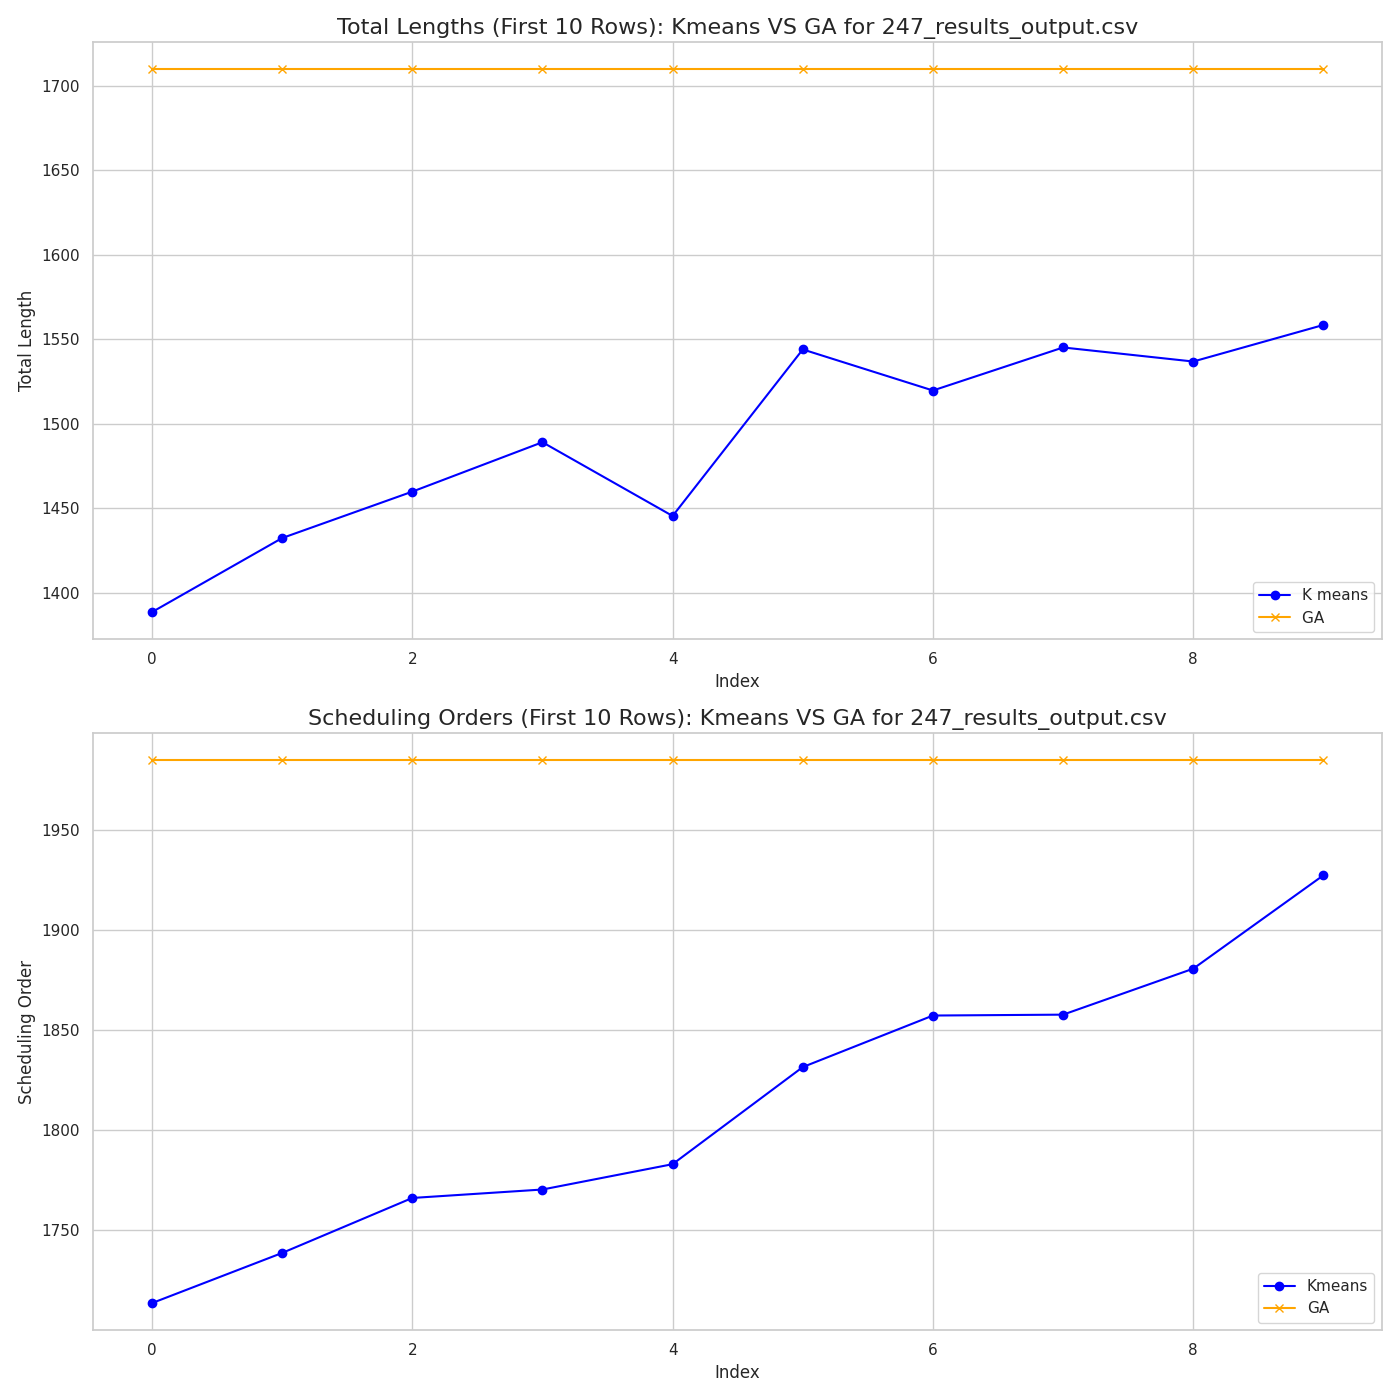 Total Lengths (First 10 Rows): Kmeans VS GA for 247_results_output.csv
1700
1650
1600
1550
1500
1450
1400
Total Length
K means
GA
0 2 4 6 8
Index
Scheduling Orders (First 10 Rows): Kmeans VS GA for 247_results_output.csv
1950
1900
1850
1800
1750
Scheduling Order
Kmeans
GA
0 2 4 6 8
Index